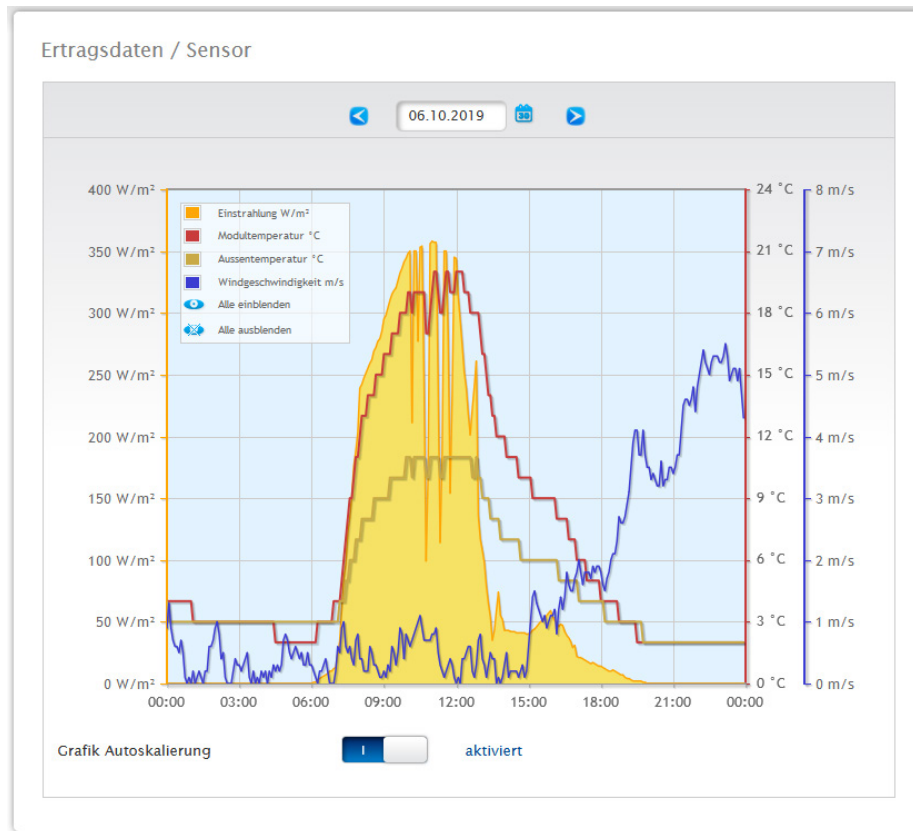 Ertragsdaten / Sensor
06.10.2019
30
400 W/m² 24 °C 8 m/s
Einstrahlung W/m²
Modultemperatur °C
350 W/m² 21 °C 7 m/s
Aussentemperatur °C
Windgeschwindigkeit m/s
Alle einblenden
300 W/m² 18 °C 6 m/s
Alle ausblenden
250 W/m² 15 °C 5 m/s
200 W/m² 12 °C 4 m/s
150 W/m² 9 °C 3 m/s
100 W/m² 6 °C 2 m/s
50 W/m² 3 °C 1 m/s
0 W/m² 0 °C 0 m/s
00:00 03:00 06:00 09:00 12:00 15:00 18:00 21:00 00:00
Grafik Autoskalierung I aktiviert